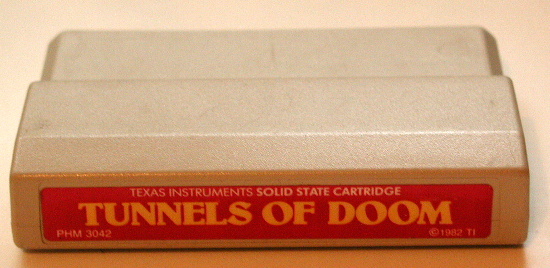 TEXAS INSTRUMENTS SOLID STATE CARTRIDGE
TUNNELS OF DOOM
PHM 3042 ©1982 TI